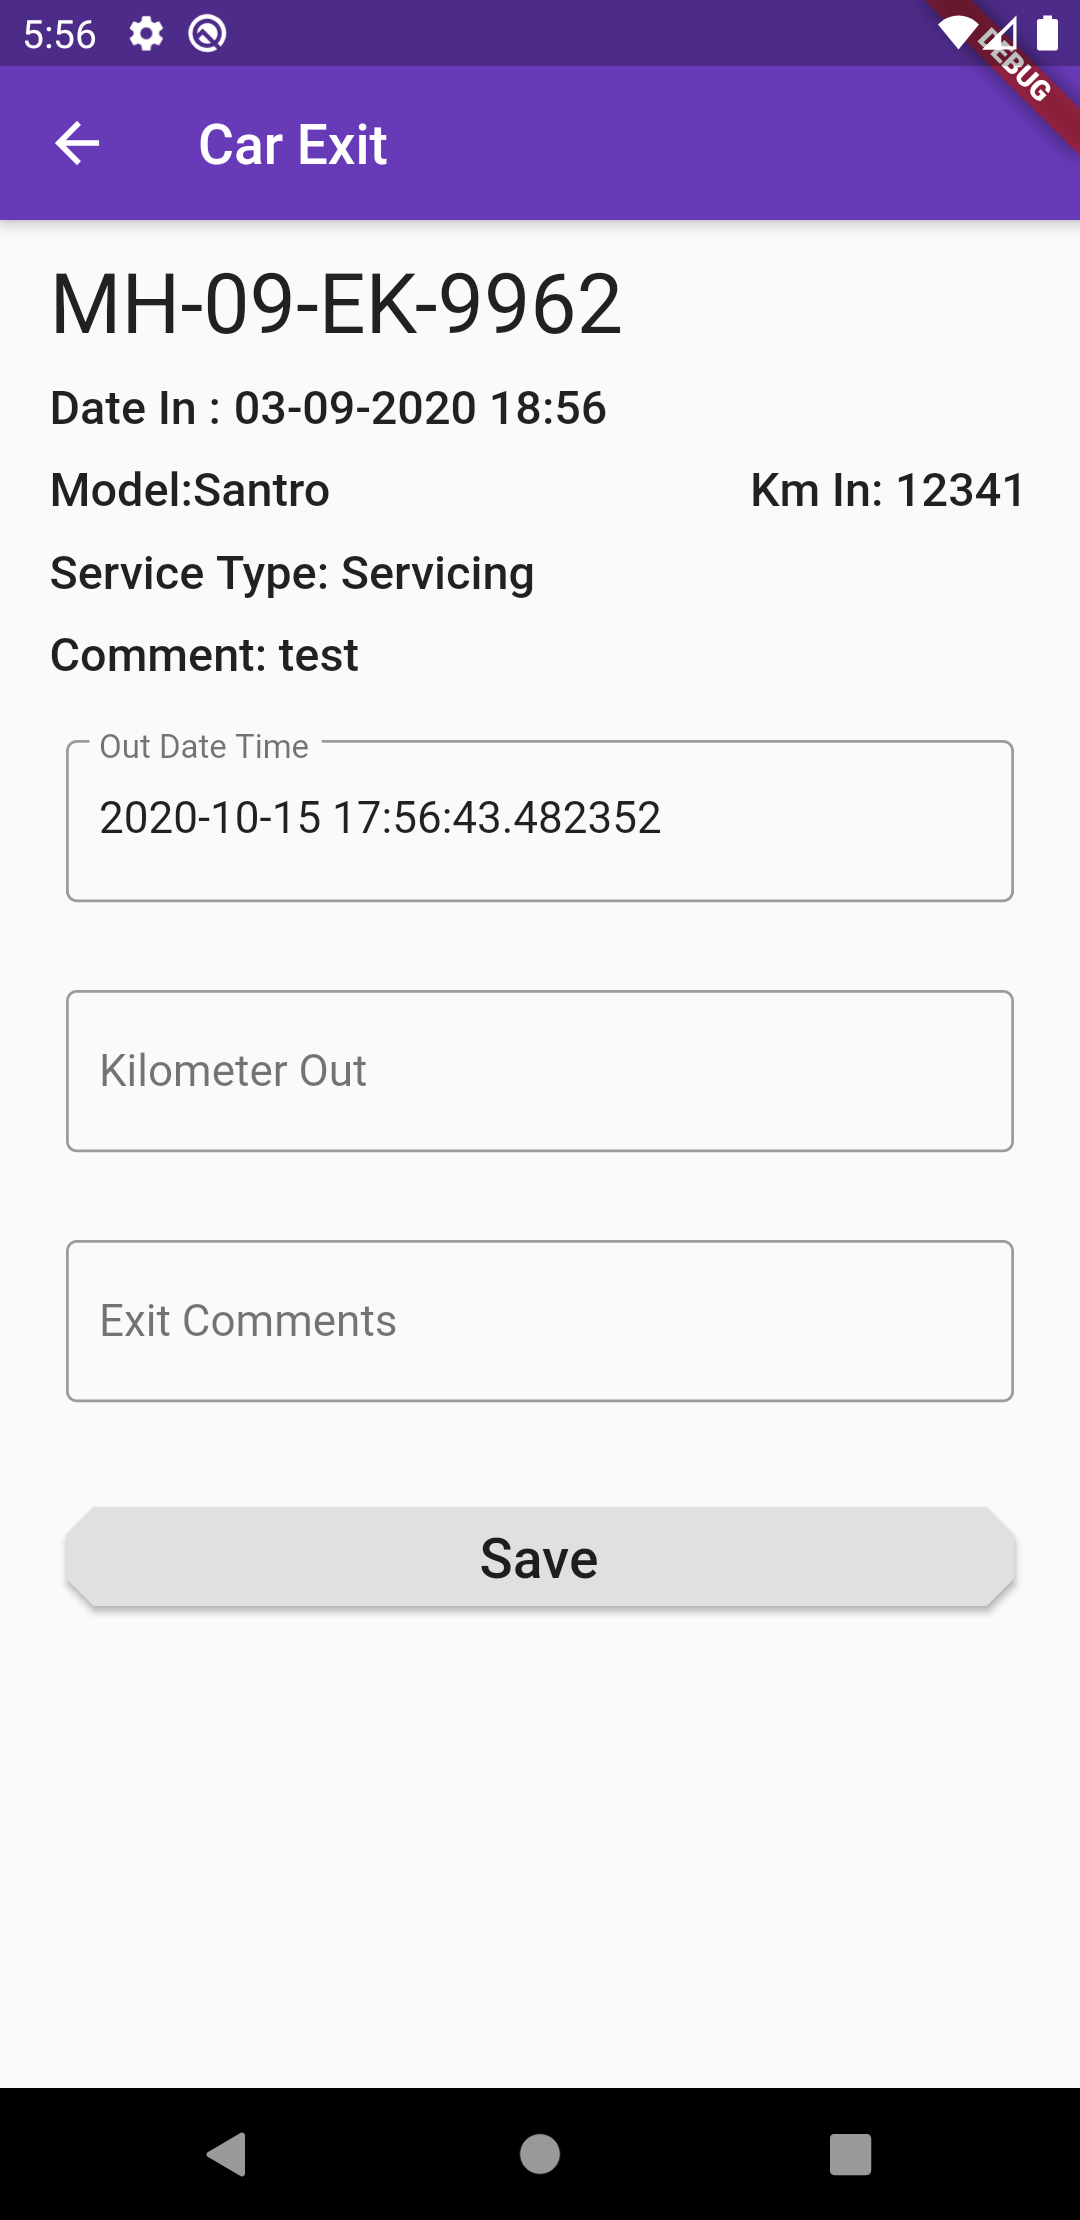 5:56
DEBUG
Car Exit
MH-09-EK-9962
Date In : 03-09-2020 18:56
Model:Santro Km In: 12341
Service Type: Servicing
Comment: test
Out Date Time
2020-10-15 17:56:43.482352
Kilometer Out
Exit Comments
Save